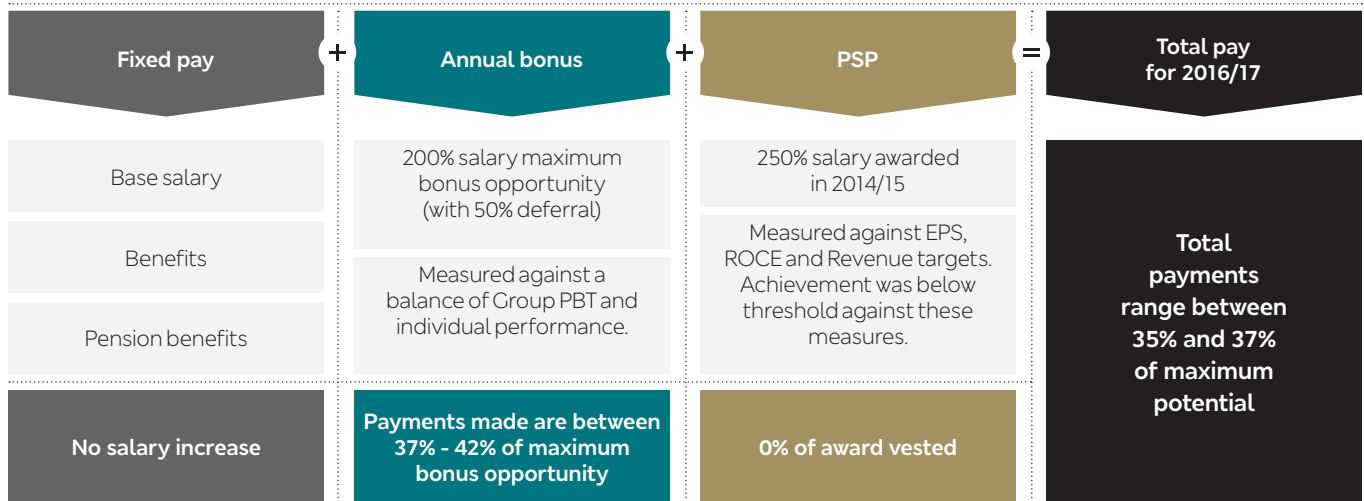 Fixed pay
+
Annual bonus
+
PSP
=
Total pay
for 2016/17
Base salary
Benefits
Pension benefits
No salary increase
200% salary maximum
bonus opportunity
(with 50% deferral)
Measured against a
balance of Group PBT and
individual performance.
Payments made are between
37% - 42% of maximum
bonus opportunity
250% salary awarded
in 2014/15
Measured against EPS,
ROCE and Revenue targets.
Achievement was below
threshold against these
measures.
0% of award vested
Total
payments
range between
35% and 37%
of maximum
potential